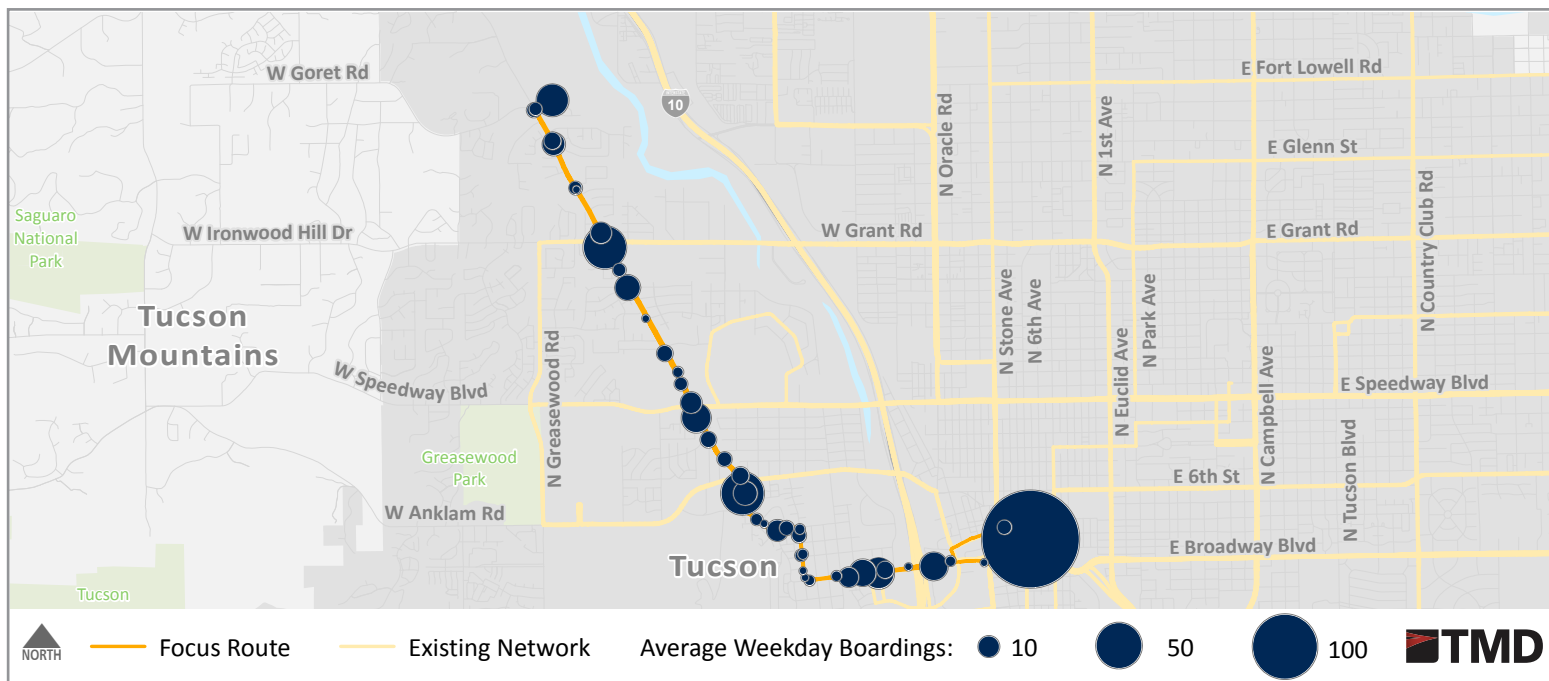 W Goret Rd
E Fort Lowell Rd
10
N Oracle Rd
N 1st Ave
E Glenn St
N Country Club Rd
Saguaro
National
Park
W Ironwood Hill Dr
W Grant Rd
E Grant Rd
Tucson
Mountains
N Stone Ave
N 6th Ave
N Park Ave
N Greasewood Rd
N Euclid Ave
N Campbell Ave
W Speedway Blvd
E Speedway Blvd
N Tucson Blvd
Greasewood
Park
E 6th St
W Anklam Rd
E Broadway Blvd
Tucson
Tucson
NORTH
Focus Route
Existing Network
Average Weekday Boardings:
10
50
100
TMD